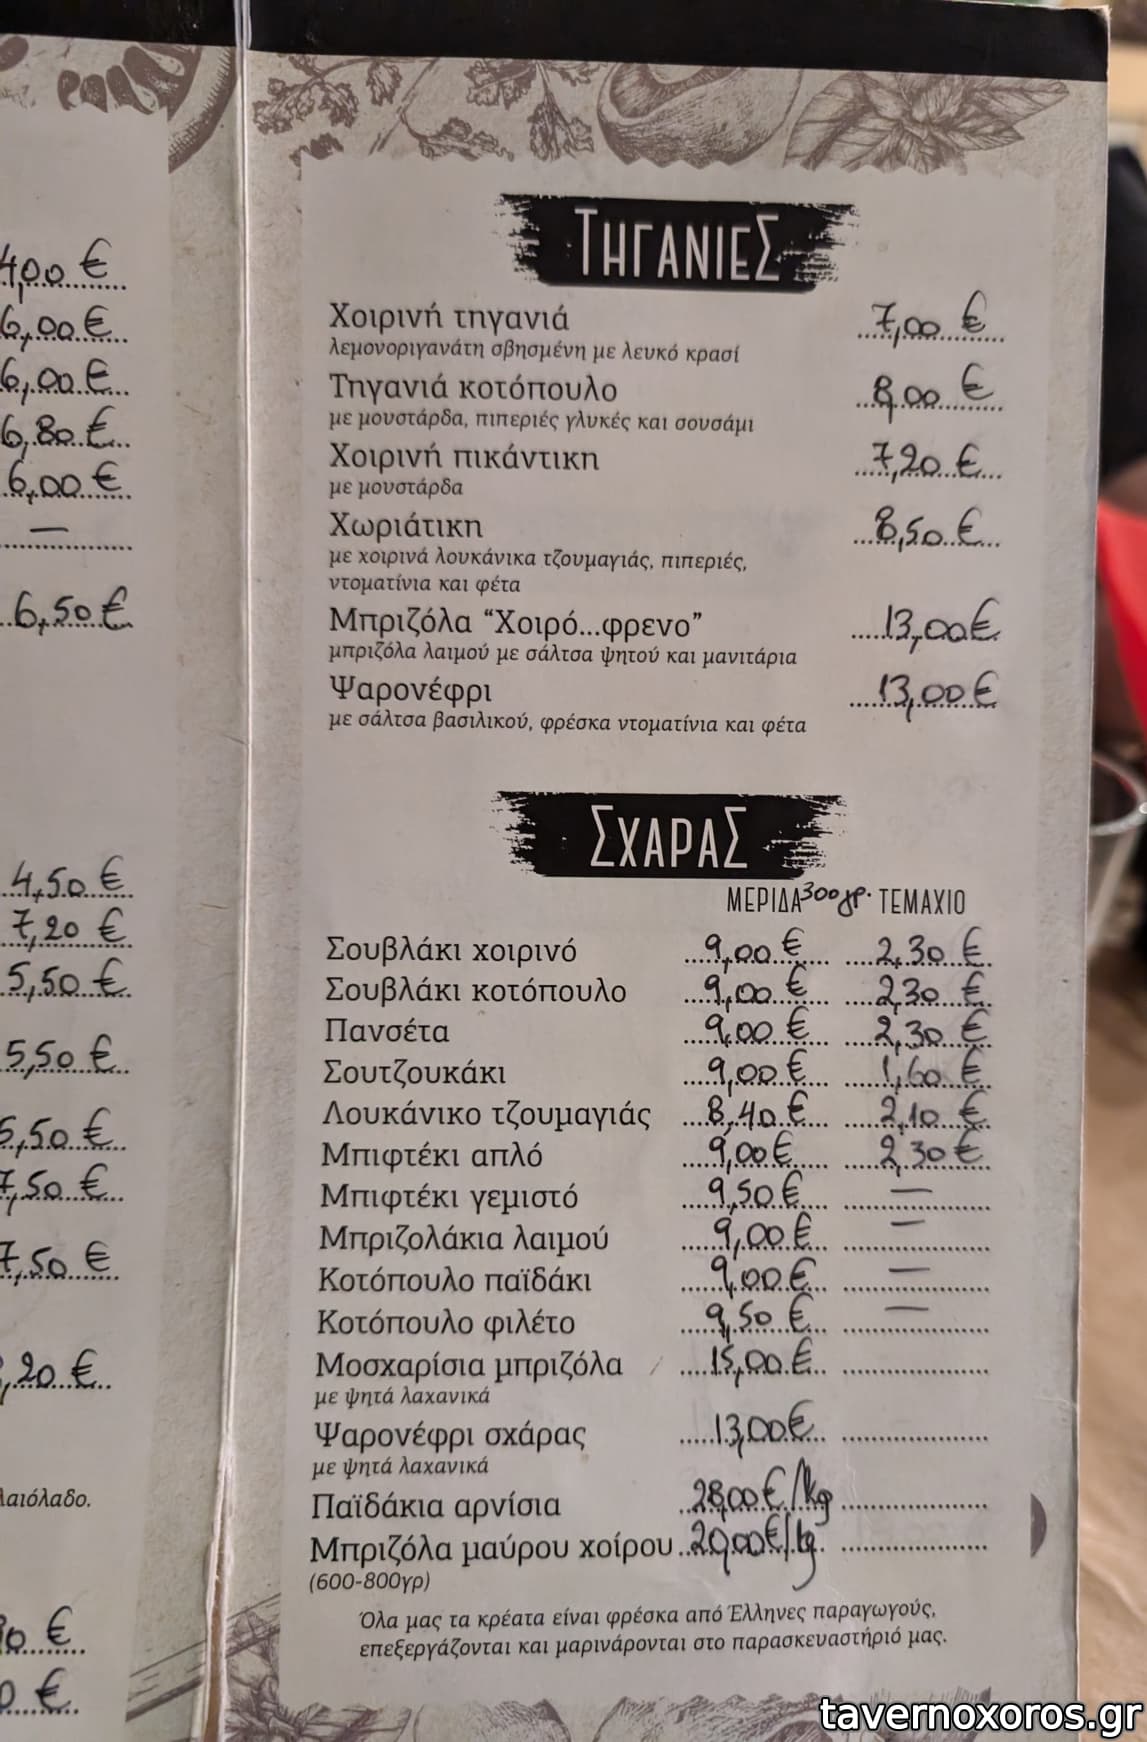 4,00 €
6,00 €
6,00 €
6,80 €
6,00 €
—
6,50 €
4,50 €
7,20 €
5,50 €
5,50 €
5,50 €
7,50 €
7,50 €
,20 €
λαιόλαδο.
0 €
0 €
ΤΗΓΑΝΙΕΣ
Χοιρινή τηγανιά 7,00 €
λεμονοριγανάτη σβησμένη με λευκό κρασί
Τηγανιά κοτόπουλο 8,00 €
με μουστάρδα, πιπεριές γλυκές και σουσάμι
Χοιρινή πικάντικη 7,20 €
με μουστάρδα
Χωριάτικη 8,50 €
με χοιρινά λουκάνικα τζουμαγιάς, πιπεριές,
ντοματίνια και φέτα
Μπριζόλα “Χοιρό...φρενο” 13,00 €
μπριζόλα λαιμού με σάλτσα ψητού και μανιτάρια
Ψαρονέφρι 13,00 €
με σάλτσα βασιλικού, φρέσκα ντοματίνια και φέτα
ΣΧΑΡΑΣ
ΜΕΡΙΔΑ 300 γρ. ΤΕΜΑΧΙΟ
Σουβλάκι χοιρινό 9,00 € 2,30 €
Σουβλάκι κοτόπουλο 9,00 € 2,30 €
Πανσέτα 9,00 € 2,30 €
Σουτζουκάκι 9,00 € 1,60 €
Λουκάνικο τζουμαγιάς 8,40 € 2,10 €
Μπιφτέκι απλό 9,00 € 2,30 €
Μπιφτέκι γεμιστό 9,50 € —
Μπριζολάκια λαιμού 9,00 € —
Κοτόπουλο παϊδάκι 9,00 € —
Κοτόπουλο φιλέτο 9,50 € —
Μοσχαρίσια μπριζόλα 15,00 €
με ψητά λαχανικά
Ψαρονέφρι σχάρας 13,00 €
με ψητά λαχανικά
Παϊδάκια αρνίσια 28,00 €/kg
Μπριζόλα μαύρου χοίρου 20,00 €/kg
(600-800γρ)
Όλα μας τα κρέατα είναι φρέσκα από Έλληνες παραγωγούς,
επεξεργάζονται και μαρινάρονται στο παρασκευαστήριό μας.
tavernoxoros.gr